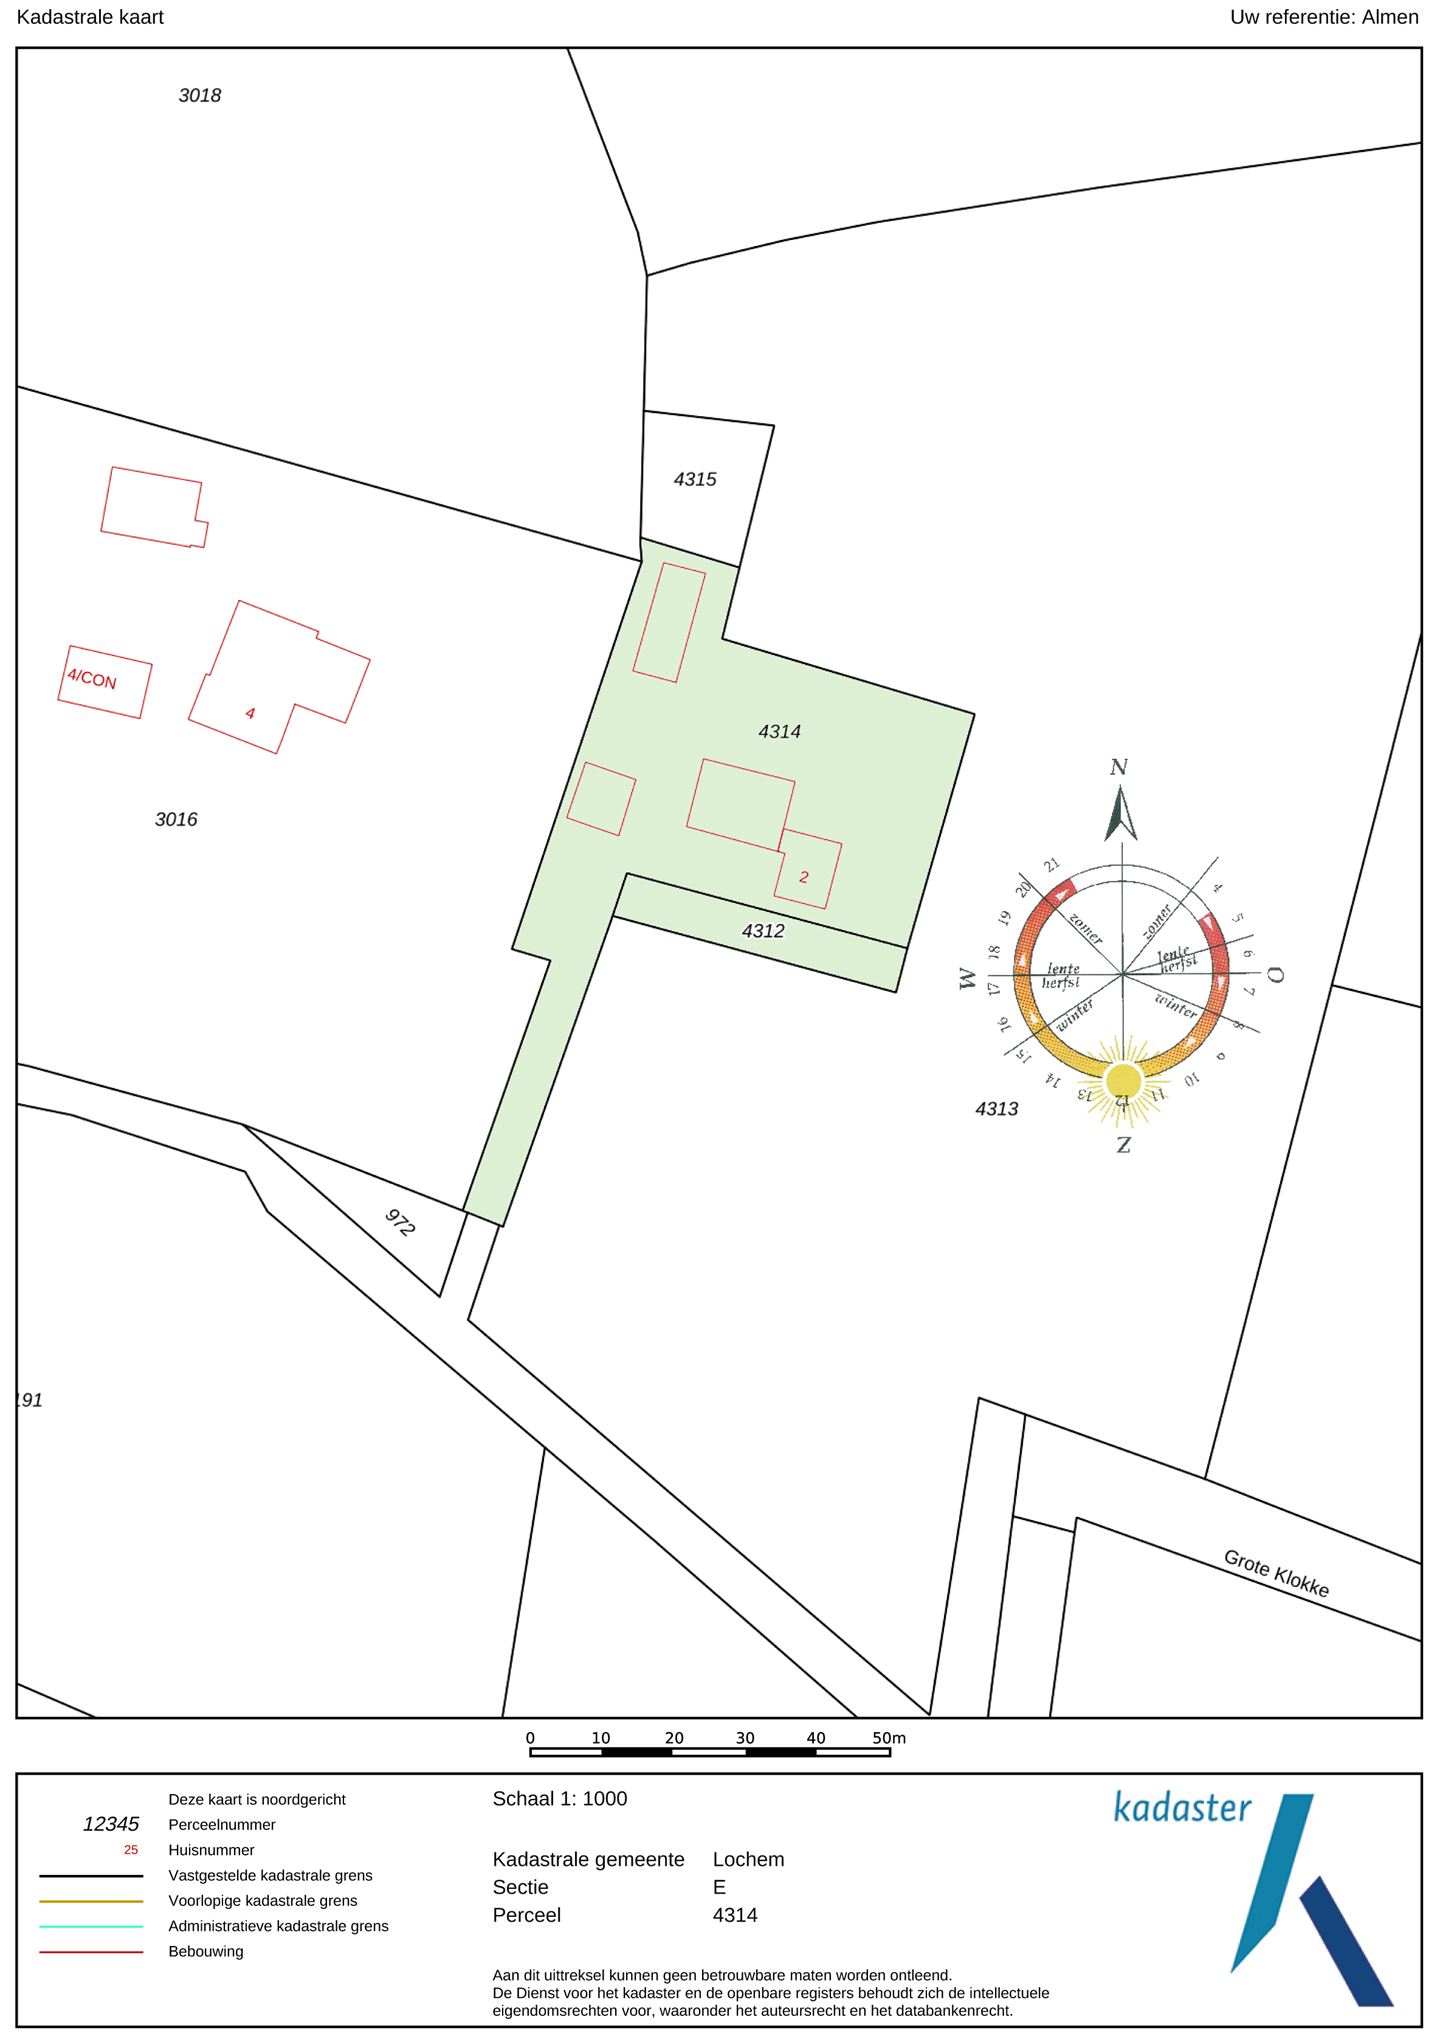 Kadastrale kaart
Uw referentie: Almen
3018
4315
4/CON
4
4314
3016
2
4312
N
21
20
19
18
17
16
15
14
13
12
11
10
9
8
7
6
5
4
zomer
zomer
lente
herfst
lente
herfst
winter
winter
W
O
Z
4313
972
191
Grote Klokke
0 10 20 30 40 50m
Deze kaart is noordgericht
12345 Perceelnummer
25 Huisnummer
Vastgestelde kadastrale grens
Voorlopige kadastrale grens
Administratieve kadastrale grens
Bebouwing
Schaal 1: 1000
Kadastrale gemeente Lochem
Sectie E
Perceel 4314
Aan dit uittreksel kunnen geen betrouwbare maten worden ontleend.
De Dienst voor het kadaster en de openbare registers behoudt zich de intellectuele
eigendomsrechten voor, waaronder het auteursrecht en het databankenrecht.
kadaster